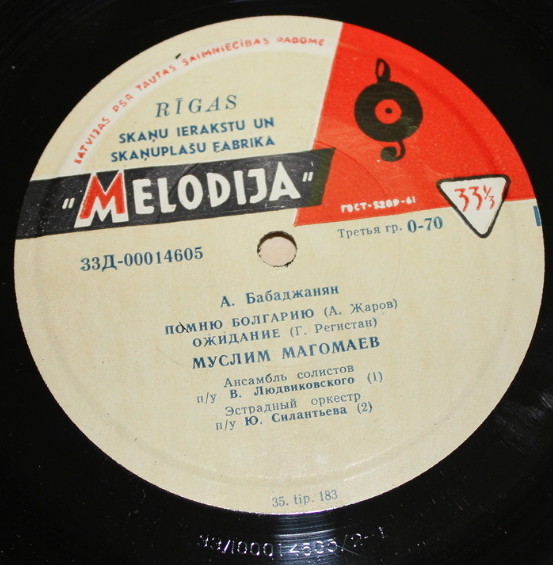 LATVIJAS PSR TAUTAS SAIMNIECĪBAS PADOME
RĪGAS
SKAŅU IERAKSTU UN
SKAŅUPLAŠU FABRIKA
"MELODIJA"
ГОСТ-5289-61
33⅓
33Д-00014605
Третья гр. 0-70
А. Бабаджанян
ПОМНЮ БОЛГАРИЮ (А. Жаров)
ОЖИДАНИЕ (Г. Регистан)
МУСЛИМ МАГОМАЕВ
Ансамбль солистов
п/у В. Людвиковского (1)
Эстрадный оркестр
п/у Ю. Силантьева (2)
35. tip. 183